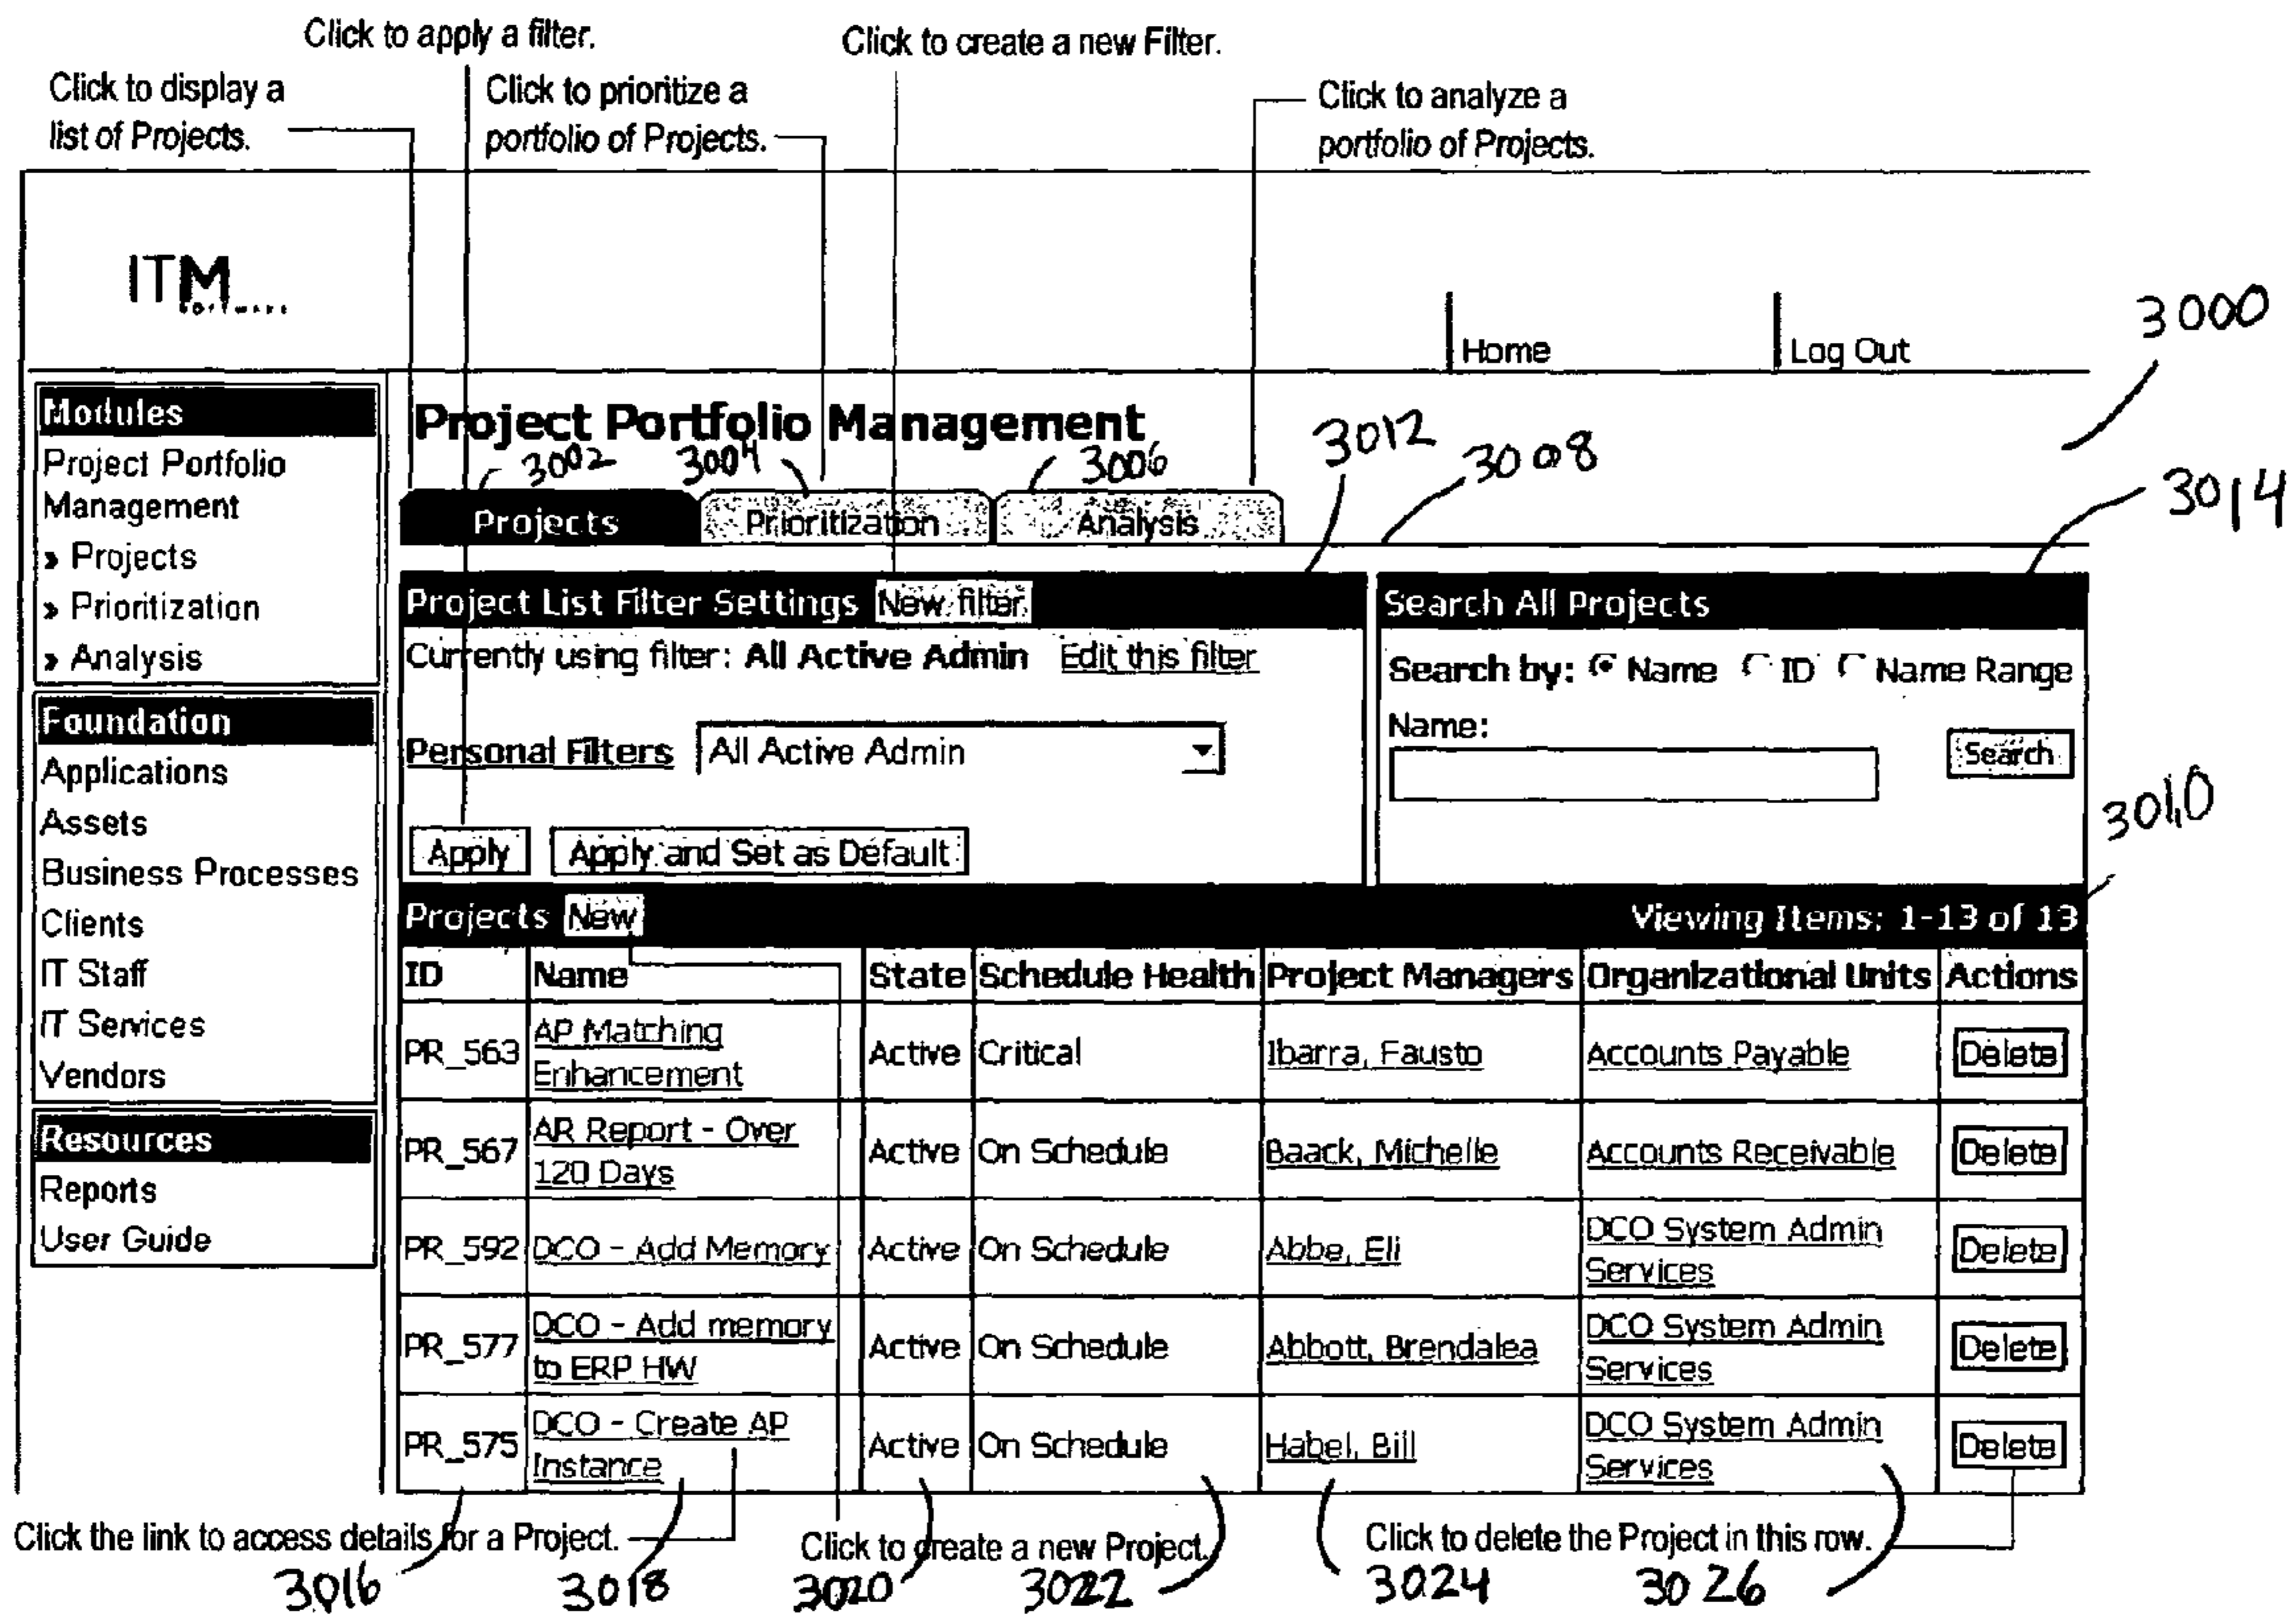 Click to apply a filter.
Click to create a new Filter.
Click to display a
list of Projects.
Click to prioritize a
portfolio of Projects.
Click to analyze a
portfolio of Projects.
ITM
Home
Log Out
3000
Modules
Project Portfolio
Management
» Projects
» Prioritization
» Analysis
Foundation
Applications
Assets
Business Processes
Clients
IT Staff
IT Services
Vendors
Resources
Reports
User Guide
Project Portfolio Management
3002
3004
3006
3012
3008
3014
Projects
Prioritization
Analysis
Project List Filter Settings New filter
Currently using filter: All Active Admin Edit this filter
Personal Filters All Active Admin
Apply Apply and Set as Default
Search All Projects
Search by: Name ID Name Range
Name:
Search
3010
Projects New Viewing Items: 1-13 of 13
ID Name State Schedule Health Project Managers Organizational Units Actions
PR_563 AP Matching
Enhancement Active Critical Ibarra, Fausto Accounts Payable Delete
PR_567 AR Report - Over
120 Days Active On Schedule Baack, Michelle Accounts Receivable Delete
PR_592 DCO - Add Memory Active On Schedule Abbe, Eli DCO System Admin
Services Delete
PR_577 DCO - Add memory
to ERP HW Active On Schedule Abbott, Brendalea DCO System Admin
Services Delete
PR_575 DCO - Create AP
Instance Active On Schedule Habel, Bill DCO System Admin
Services Delete
Click the link to access details for a Project.
Click to create a new Project.
Click to delete the Project in this row.
3016
3018
3020
3022
3024
3026